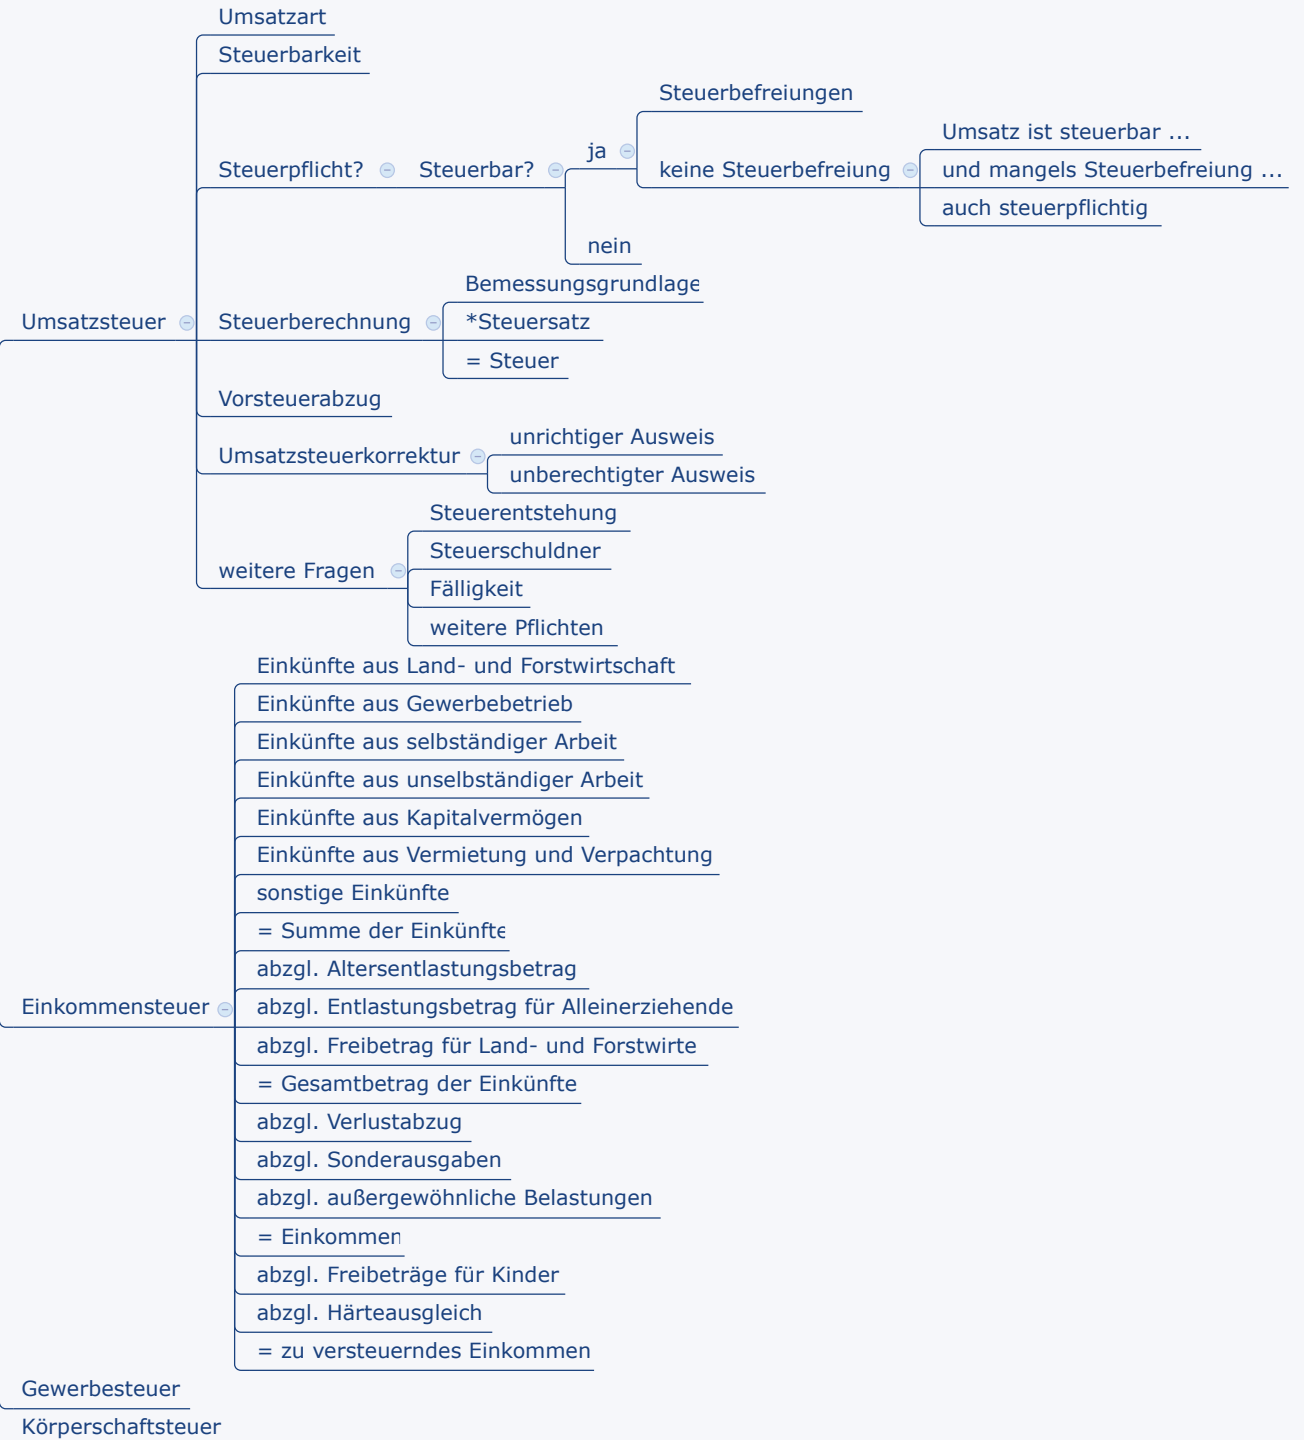 Umsatzart
Steuerbarkeit
Steuerbefreiungen
Umsatz ist steuerbar ...
ja
Steuerpflicht? Steuerbar? keine Steuerbefreiung und mangels Steuerbefreiung ...
auch steuerpflichtig
nein
Bemessungsgrundlage
Umsatzsteuer Steuerberechnung *Steuersatz
= Steuer
Vorsteuerabzug
unrichtiger Ausweis
Umsatzsteuerkorrektur
unberechtigter Ausweis
Steuerentstehung
Steuerschuldner
weitere Fragen
Fälligkeit
weitere Pflichten
Einkünfte aus Land- und Forstwirtschaft
Einkünfte aus Gewerbebetrieb
Einkünfte aus selbständiger Arbeit
Einkünfte aus unselbständiger Arbeit
Einkünfte aus Kapitalvermögen
Einkünfte aus Vermietung und Verpachtung
sonstige Einkünfte
= Summe der Einkünfte
abzgl. Altersentlastungsbetrag
Einkommensteuer abzgl. Entlastungsbetrag für Alleinerziehende
abzgl. Freibetrag für Land- und Forstwirte
= Gesamtbetrag der Einkünfte
abzgl. Verlustabzug
abzgl. Sonderausgaben
abzgl. außergewöhnliche Belastungen
= Einkommen
abzgl. Freibeträge für Kinder
abzgl. Härteausgleich
= zu versteuerndes Einkommen
Gewerbesteuer
Körperschaftsteuer